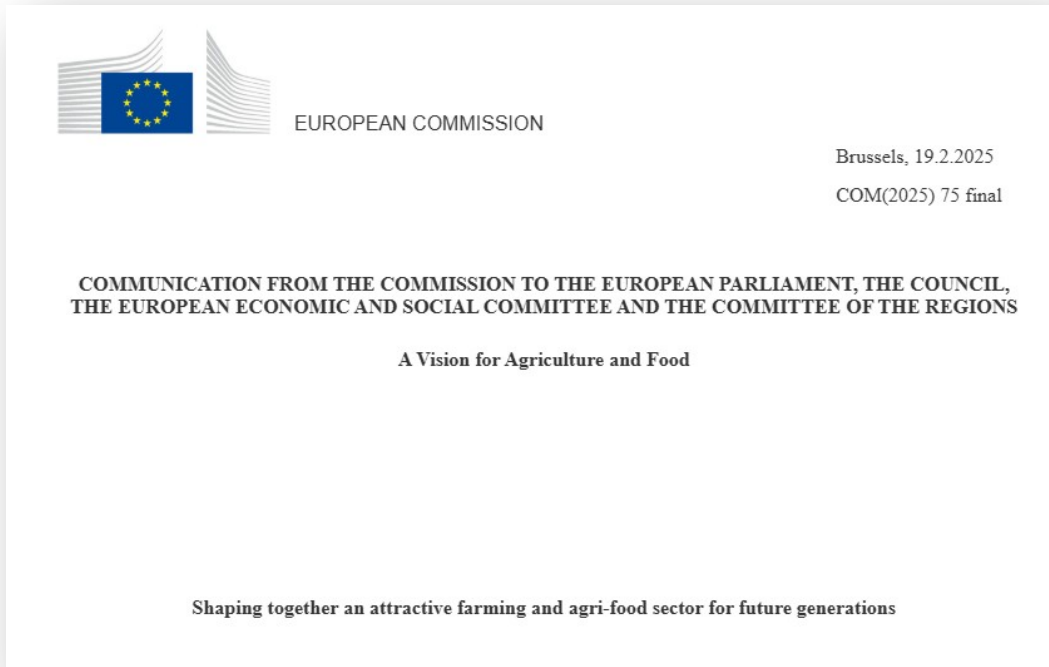 EUROPEAN COMMISSION
Brussels, 19.2.2025
COM(2025) 75 final
COMMUNICATION FROM THE COMMISSION TO THE EUROPEAN PARLIAMENT, THE COUNCIL,
THE EUROPEAN ECONOMIC AND SOCIAL COMMITTEE AND THE COMMITTEE OF THE REGIONS
A Vision for Agriculture and Food
Shaping together an attractive farming and agri-food sector for future generations